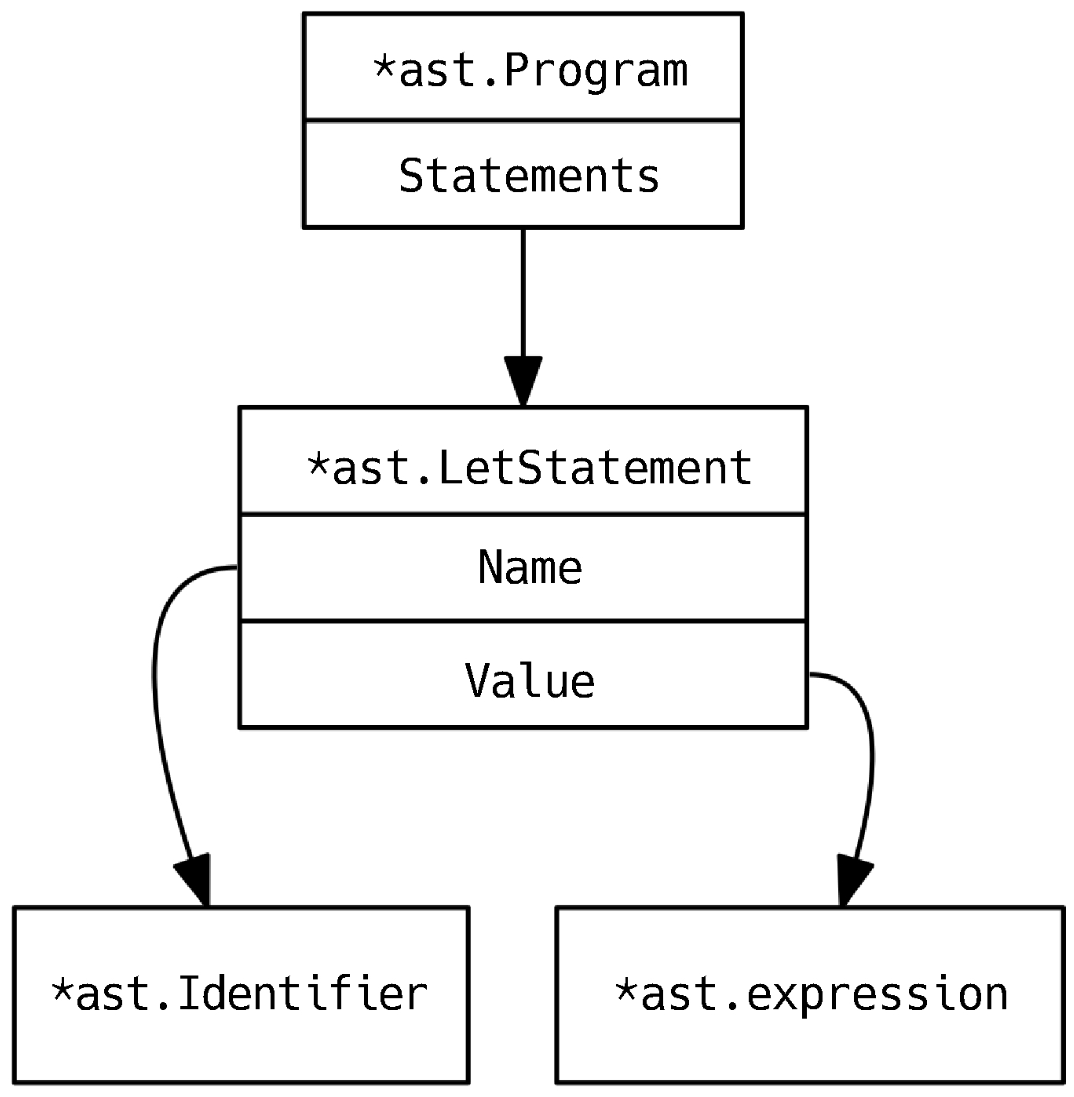 *ast.Program
Statements
*ast.LetStatement
Name
Value
*ast.Identifier
*ast.expression